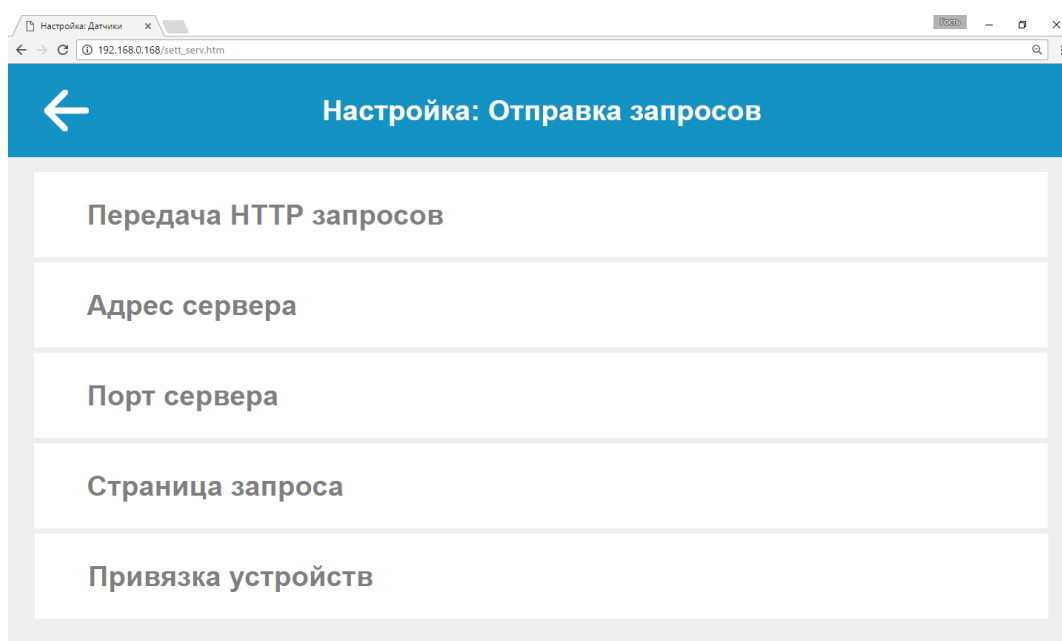 Настройка: Датчики
Гость
192.168.0.168/sett_serv.htm
Настройка: Отправка запросов
Передача HTTP запросов
Адрес сервера
Порт сервера
Страница запроса
Привязка устройств